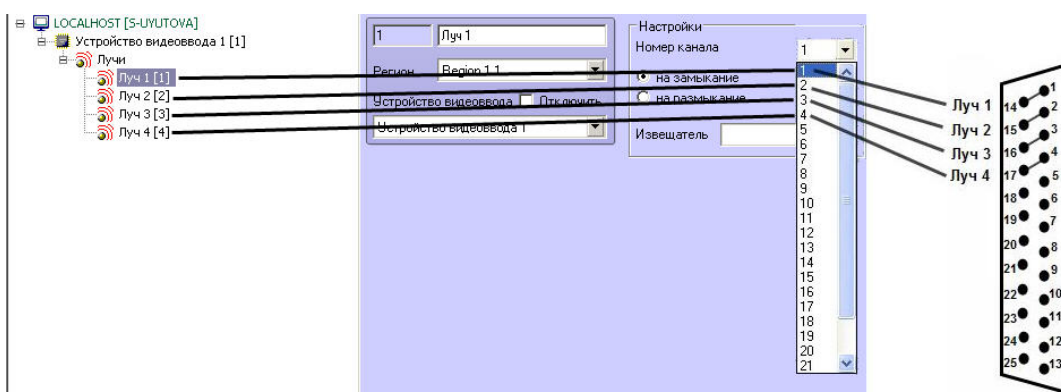 LOCALHOST [S-UYUTOVA]
Устройство видеоввода 1 [1]
Лучи
Луч 1 [1]
Луч 2 [2]
Луч 3 [3]
Луч 4 [4]
1
Луч 1
Регион
Region 1.1
Устройство видеоввода
Отключить
Устройство видеоввода 1
Настройки
Номер канала
1
на замыкание
на размыкание
Извещатель
1
2
3
4
5
6
7
8
9
10
11
12
13
14
15
16
17
18
19
20
21
Луч 1
Луч 2
Луч 3
Луч 4
14
15
16
17
18
19
20
21
22
23
24
25
1
2
3
4
5
6
7
8
9
10
11
12
13